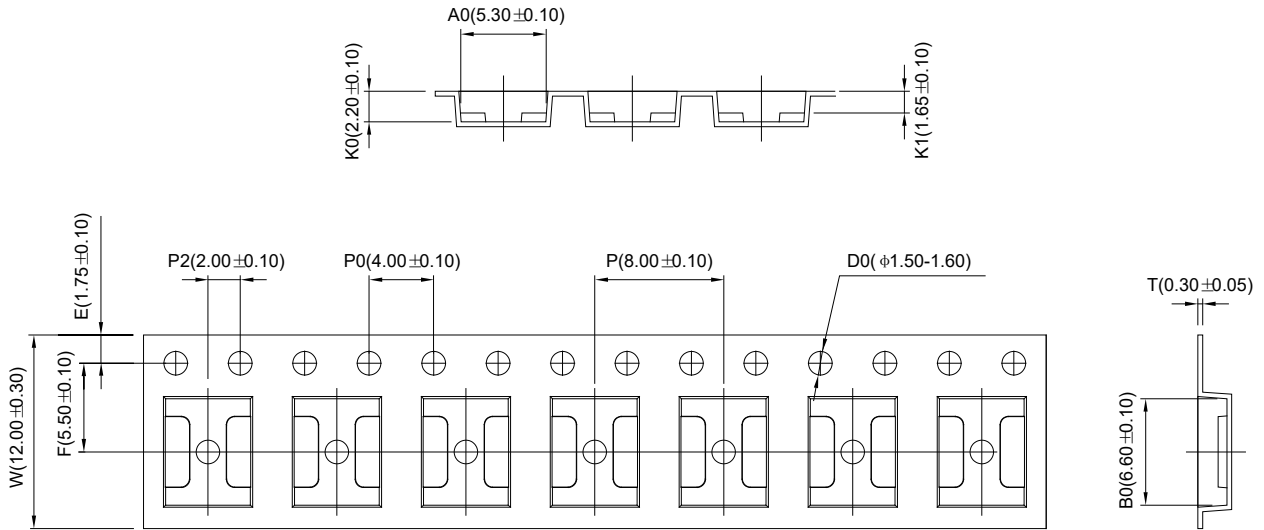 A0(5.30±0.10)
K0(2.20±0.10)
K1(1.65±0.10)
E(1.75±0.10)
P2(2.00±0.10)
P0(4.00±0.10)
P(8.00±0.10)
D0(ϕ1.50-1.60)
T(0.30±0.05)
W(12.00±0.30)
F(5.50±0.10)
B0(6.60±0.10)